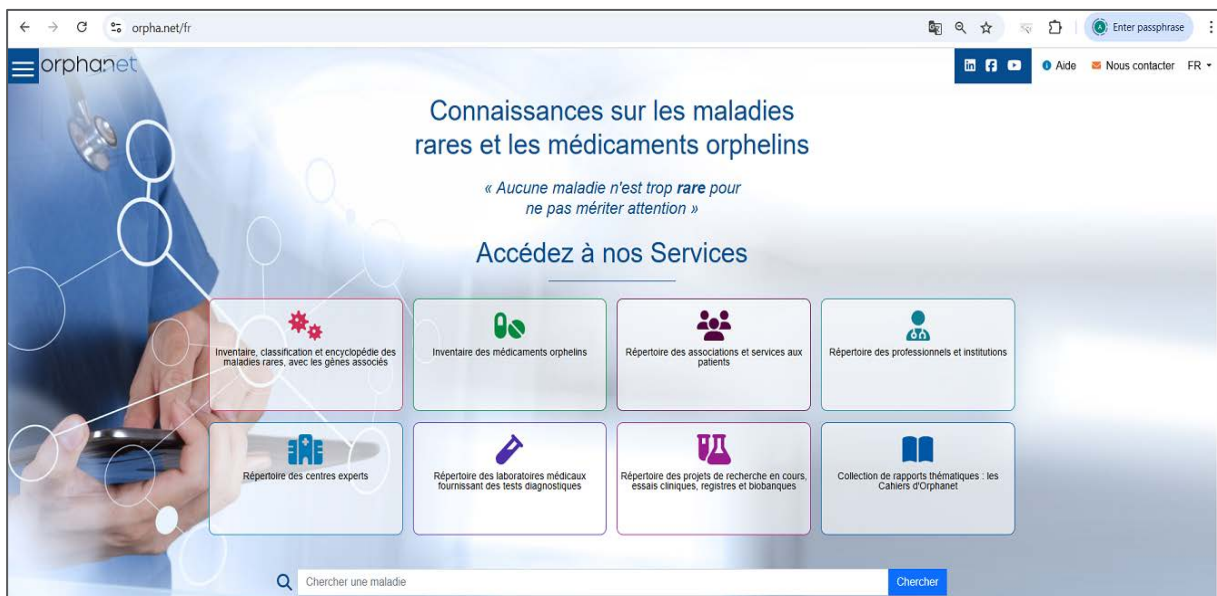 orpha.net/fr
Enter passphrase
orphanet
Aide
Nous contacter
FR
Connaissances sur les maladies
rares et les médicaments orphelins
« Aucune maladie n'est trop rare pour
ne pas mériter attention »
Accédez à nos Services
Inventaire, classification et encyclopédie des
maladies rares, avec les gènes associés
Inventaire des médicaments orphelins
Répertoire des associations et services aux
patients
Répertoire des professionnels et institutions
Répertoire des centres experts
Répertoire des laboratoires médicaux
fournissant des tests diagnostiques
Répertoire des projets de recherche en cours,
essais cliniques, registres et biobanques
Collection de rapports thématiques : les
Cahiers d'Orphanet
Chercher une maladie
Chercher